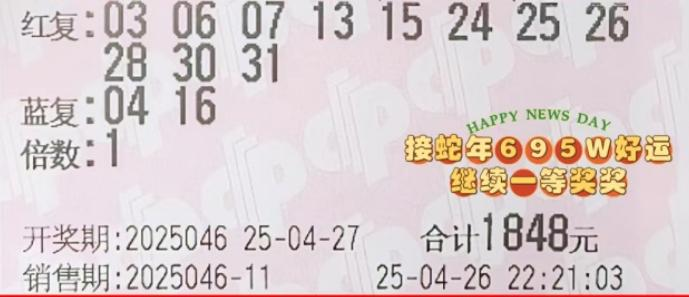 红复:03 06 07 13 15 24 25 26
28 30 31
蓝复:04 16
倍数:1
HAPPY NEWS DAY
接蛇年695W好运
继续一等奖奖
开奖期:2025046 25-04-27 合计1848元
销售期:2025046-11 25-04-26 22:21:03